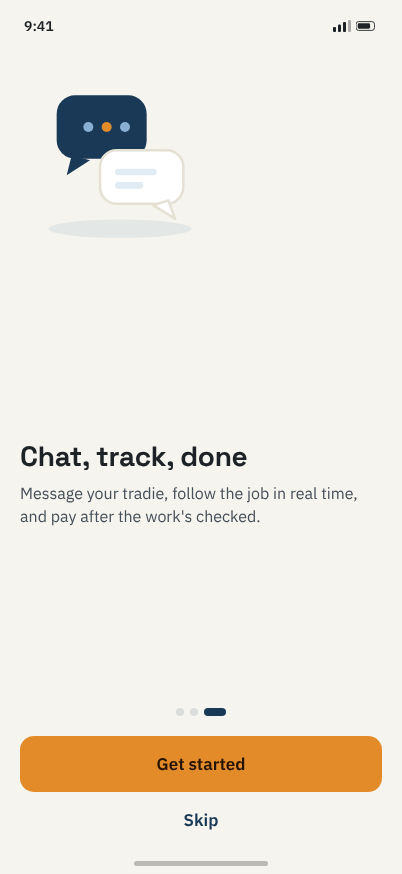 9:41
Chat, track, done
Message your tradie, follow the job in real time,
and pay after the work's checked.
Get started
Skip